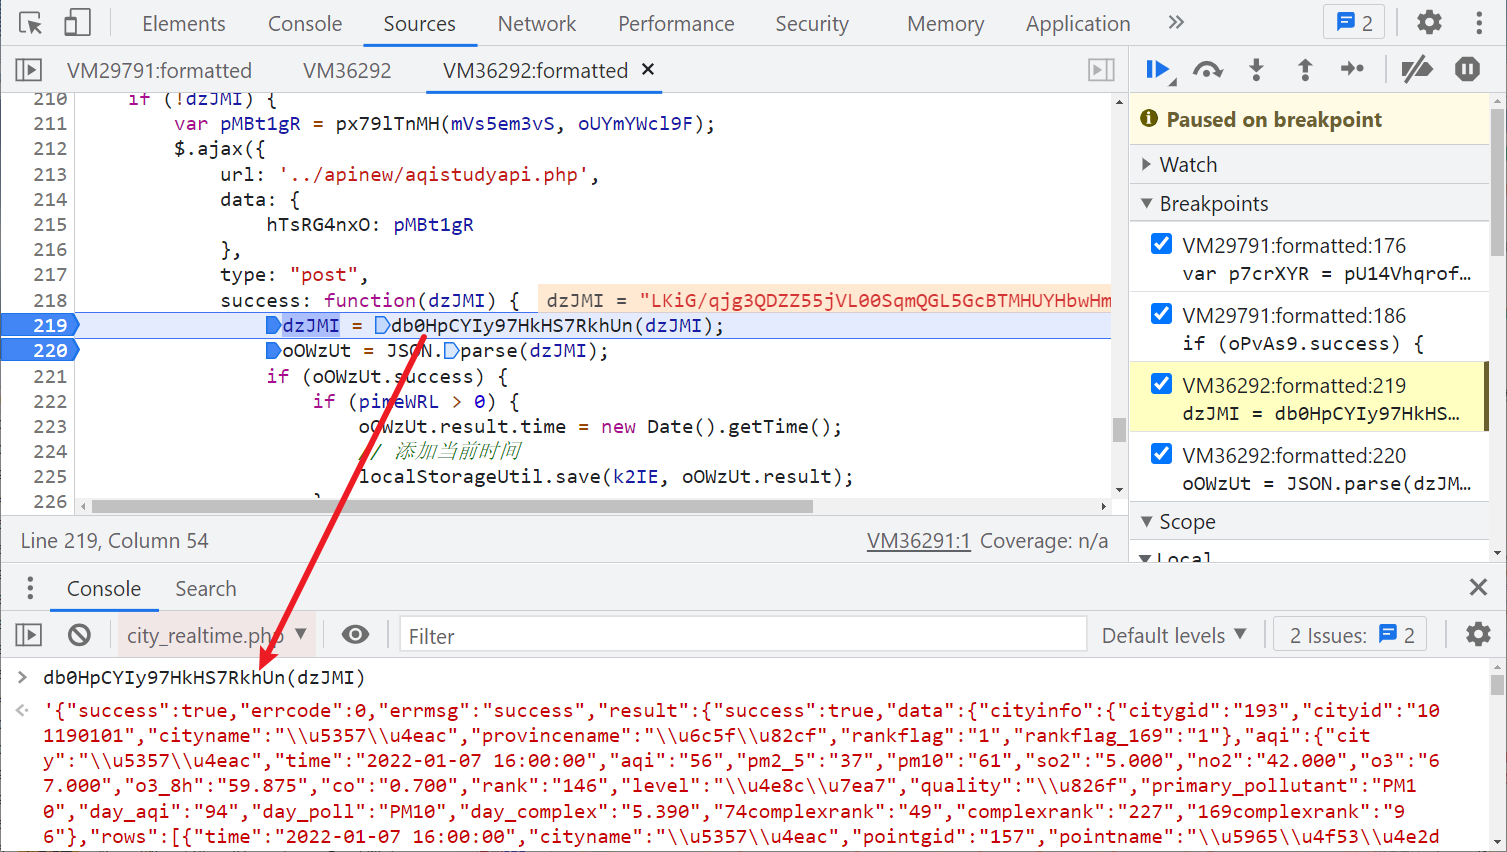 Elements Console Sources Network Performance Security Memory Application » 2
VM29791:formatted VM36292 VM36292:formatted ×
210 if (!dzJMI) {
211 var pMBt1gR = px79lTnMH(mVs5em3vS, oUYmYWcl9F);
212 $.ajax({
213 url: '../apinew/aqistudyapi.php',
214 data: {
215 hTsRG4nxO: pMBt1gR
216 },
217 type: "post",
218 success: function(dzJMI) { dzJMI = "LKiG/qjg3QDZZ55jVL00SqmQGL5GcBTMHUYHbwHm
219 dzJMI = db0HpCYIy97HkHS7RkhUn(dzJMI);
220 oOWzUt = JSON.parse(dzJMI);
221 if (oOWzUt.success) {
222 if (pimeWRL > 0) {
223 oOWzUt.result.time = new Date().getTime();
224 // 添加当前时间
225 localStorageUtil.save(k2IE, oOWzUt.result);
226 }
Line 219, Column 54 VM36291:1 Coverage: n/a
Paused on breakpoint
Watch
Breakpoints
VM29791:formatted:176
var p7crXYR = pU14Vhqrof…
VM29791:formatted:186
if (oPvAs9.success) {
VM36292:formatted:219
dzJMI = db0HpCYIy97HkHS…
VM36292:formatted:220
oOWzUt = JSON.parse(dzJM…
Scope
Local
Console Search
city_realtime.php Filter Default levels 2 Issues: 2
> db0HpCYIy97HkHS7RkhUn(dzJMI)
'{"success":true,"errcode":0,"errmsg":"success","result":{"success":true,"data":{"cityinfo":{"citygid":"193","cityid":"10
1190101","cityname":"\\u5357\\u4eac","provincename":"\\u6c5f\\u82cf","rankflag":"1","rankflag_169":"1"},"aqi":{"cit
y":"\\u5357\\u4eac","time":"2022-01-07 16:00:00","aqi":"56","pm2_5":"37","pm10":"61","so2":"5.000","no2":"42.000","o3":"6
7.000","o3_8h":"59.875","co":"0.700","rank":"146","level":"\\u4e8c\\u7ea7","quality":"\\u826f","primary_pollutant":"PM1
0","day_aqi":"94","day_poll":"PM10","day_complex":"5.390","74complexrank":"49","complexrank":"227","169complexrank":"9
6"},"rows":[{"time":"2022-01-07 16:00:00","cityname":"\\u5357\\u4eac","pointgid":"157","pointname":"\\u5965\\u4f53\\u4e2d